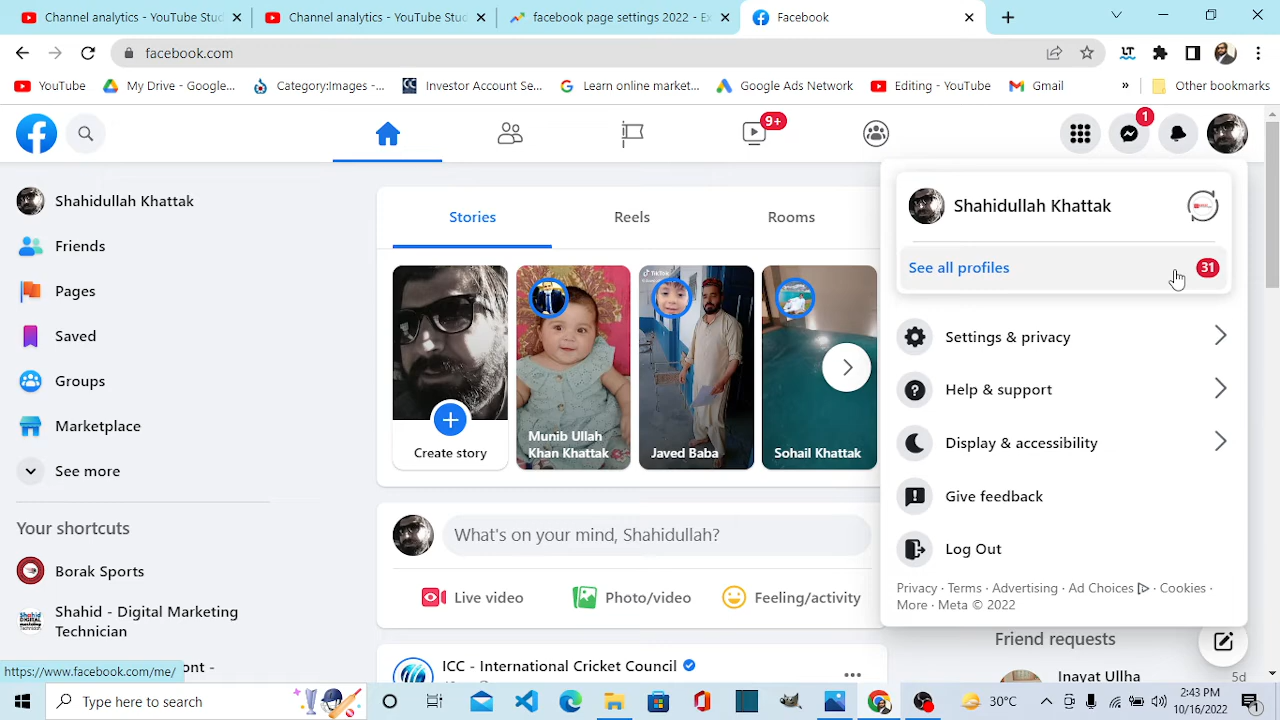 channel analytics - YouTube Stud
Channel analytics - YouTube St
facebook page settings 2022 - Ex
Facebook
facebook.com
YouTube
My Drive - Google...
Category:Images -...
Investor Account Se...
Learn online market...
Google Ads Network
Editing - YouTube
Gmail
»
Other bookmarks
9+
1
Shahidullah Khattak
Friends
Pages
Saved
Groups
Marketplace
See more
Your shortcuts
Borak Sports
Shahid - Digital Marketing
Technician
ont -
https://www.facebook.com/me/
Stories
Reels
Rooms
TikTok
Create story
Munib Ullah
Khan Khattak
Javed Baba
Sohail Khattak
What's on your mind, Shahidullah?
Live video
Photo/video
Feeling/activity
ICC - International Cricket Council
Shahidullah Khattak
See all profiles
31
Settings & privacy
Help & support
Display & accessibility
Give feedback
Log Out
Privacy · Terms · Advertising · Ad Choices · Cookies ·
More · Meta © 2022
Friend requests
Inayat Ullha
5d
Type here to search
30°C
2:43 PM
10/16/2022
1